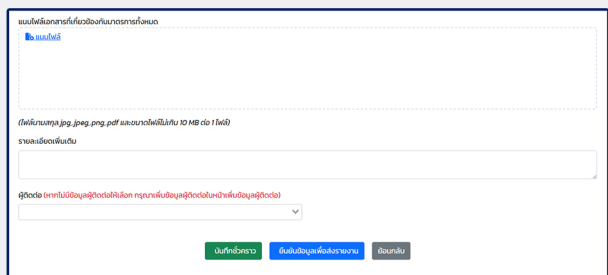 แนบไฟล์เอกสารที่เกี่ยวข้องกับมาตรการทั้งหมด
แนบไฟล์
(ไฟล์นามสกุล.jpg,.jpeg,.png,.pdf และขนาดไฟล์ไม่เกิน 10 MB ต่อ 1 ไฟล์)
รายละเอียดเพิ่มเติม
ผู้ติดต่อ (หากไม่มีข้อมูลผู้ติดต่อให้เลือก กรุณาเพิ่มข้อมูลผู้ติดต่อในหน้าเพิ่มข้อมูลผู้ติดต่อ)
บันทึกชั่วคราว ยืนยันข้อมูลเพื่อส่งรายงาน ย้อนกลับ